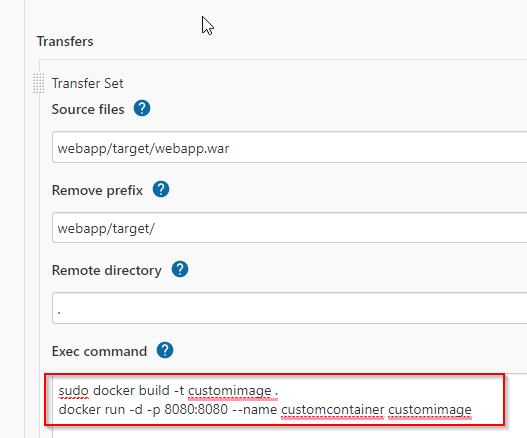 Transfers
Transfer Set
Source files ?
webapp/target/webapp.war
Remove prefix ?
webapp/target/
Remote directory ?
.
Exec command ?
sudo docker build -t customimage .
docker run -d -p 8080:8080 --name customcontainer customimage